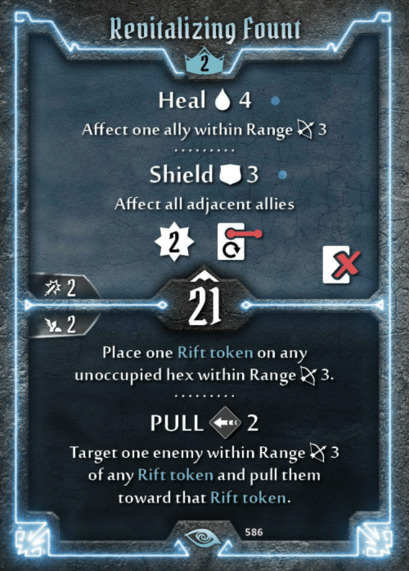 Revitalizing Fount
2
Heal 4
Affect one ally within Range 3
Shield 3
Affect all adjacent allies
2
2
21
2
Place one Rift token on any
unoccupied hex within Range 3.
PULL 2
Target one enemy within Range 3
of any Rift token and pull them
toward that Rift token.
586